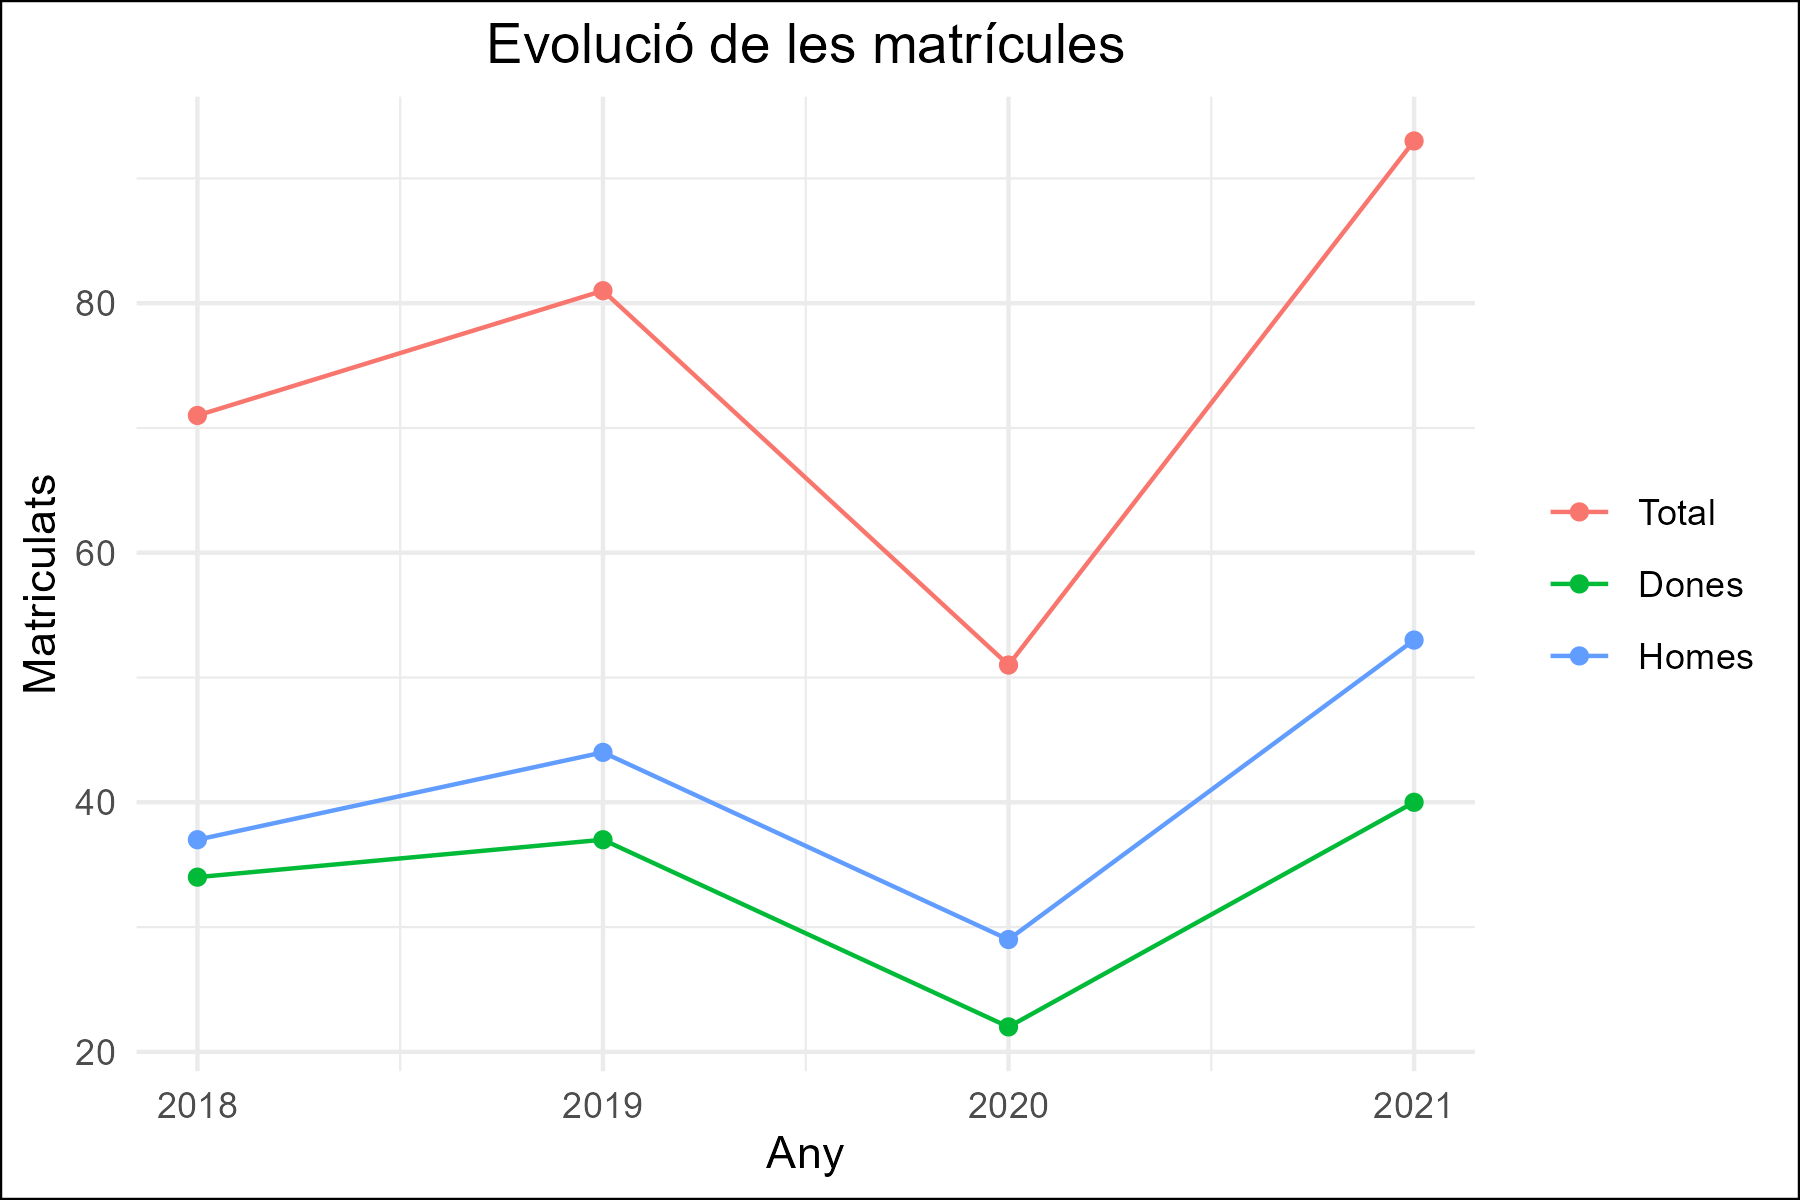 Evolució de les matrícules
Matriculats
80
60
40
20
2018 2019 2020 2021
Any
Total
Dones
Homes